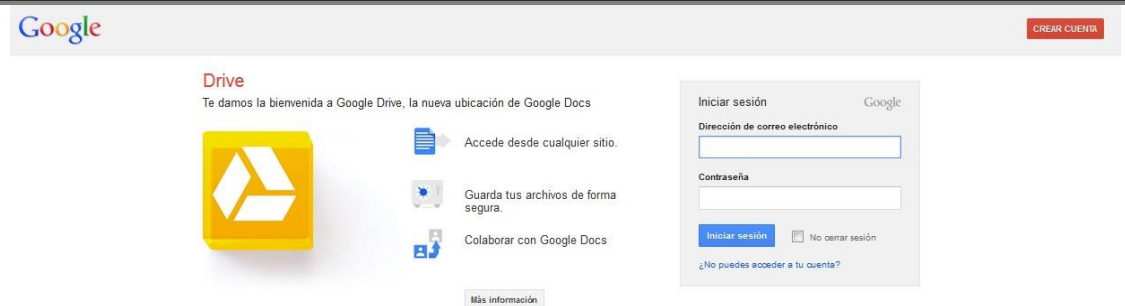 Google
CREAR CUENTA
Drive
Te damos la bienvenida a Google Drive, la nueva ubicación de Google Docs
Accede desde cualquier sitio.
Guarda tus archivos de forma
segura.
Colaborar con Google Docs
Más información
Iniciar sesión Google
Dirección de correo electrónico
Contraseña
Iniciar sesión No cerrar sesión
¿No puedes acceder a tu cuenta?